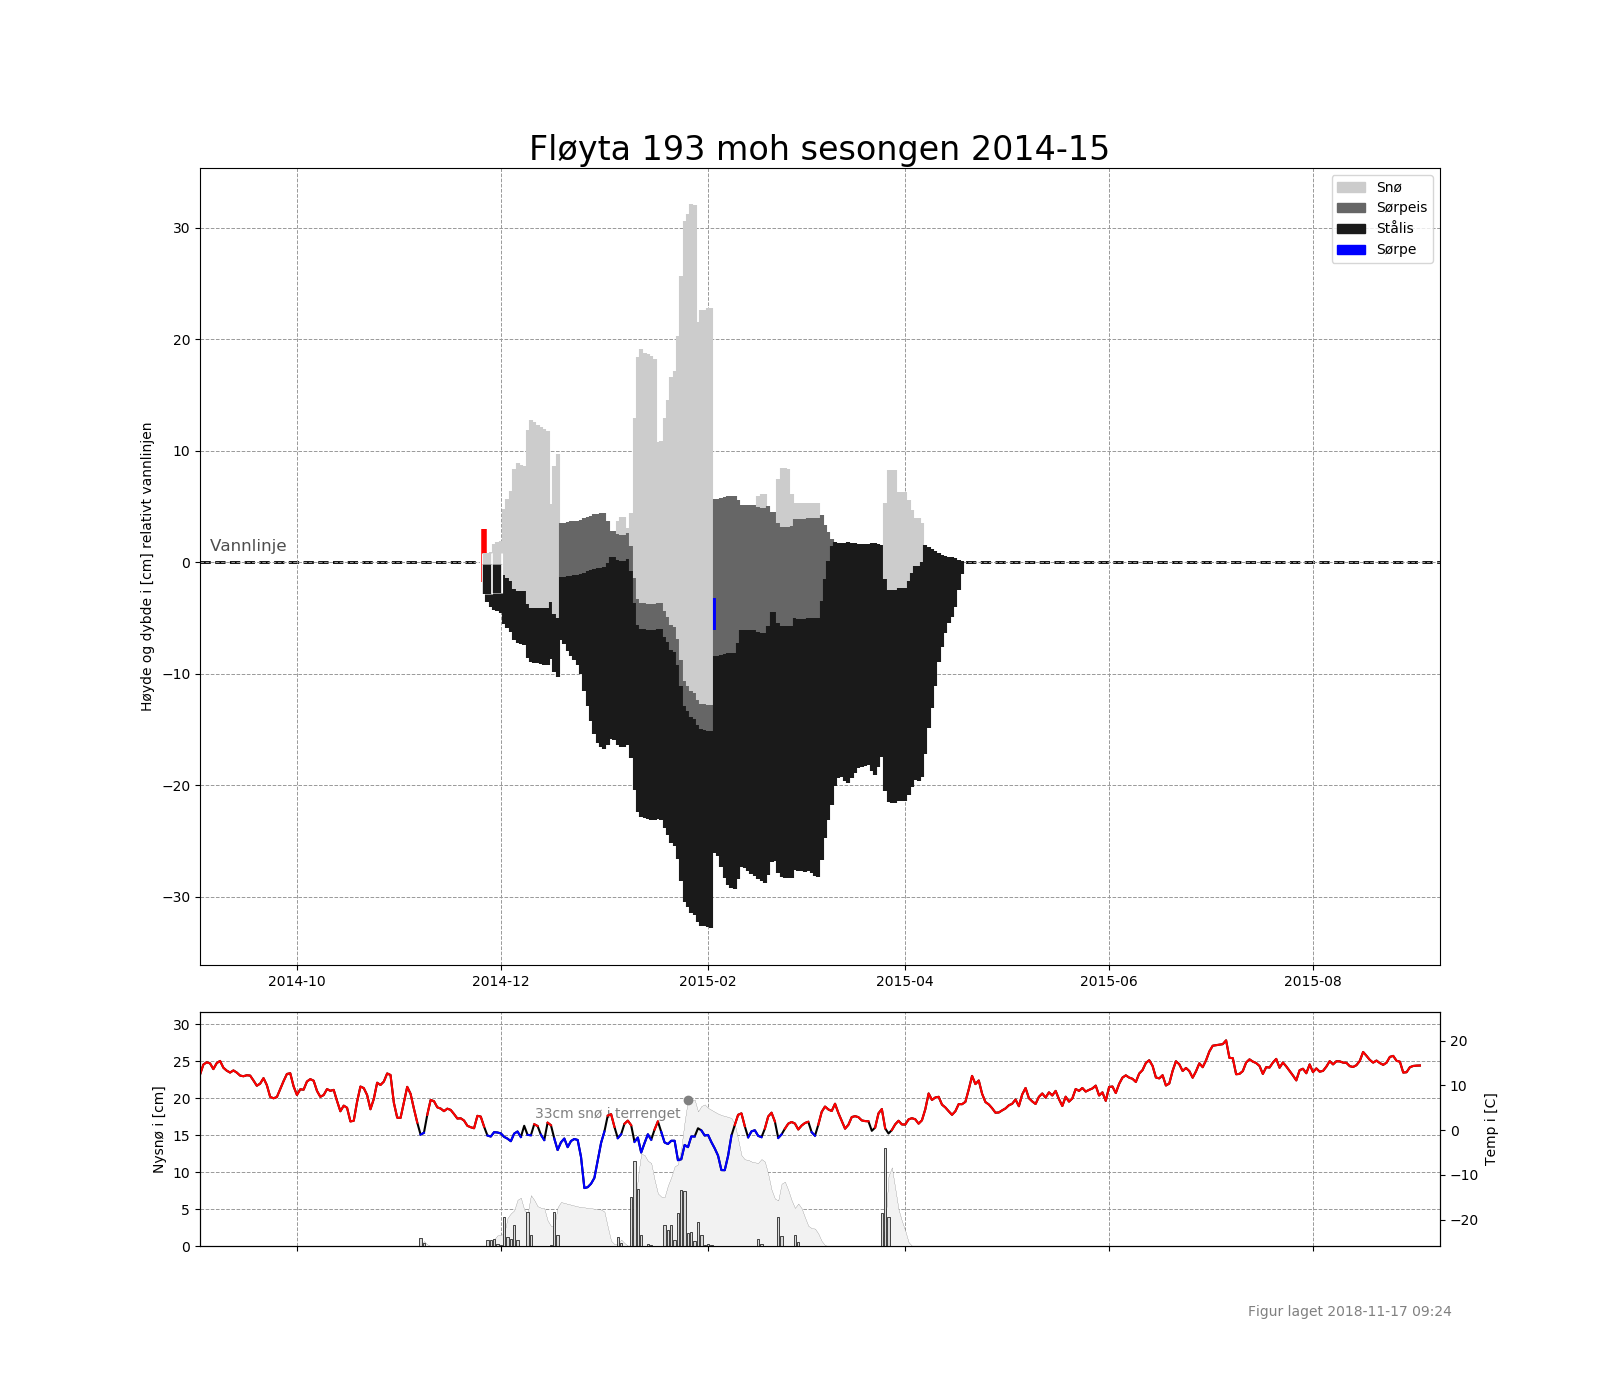 Fløyta 193 moh sesongen 2014-15
Snø
Sørpeis
Stålis
Sørpe
Høyde og dybde i [cm] relativt vannlinjen
30
20
10
0
−10
−20
−30
Vannlinje
2014-10
2014-12
2015-02
2015-04
2015-06
2015-08
Nysnø i [cm]
30
25
20
15
10
5
0
33cm snø i terrenget
20
10
0
−10
−20
Temp i [C]
Figur laget 2018-11-17 09:24